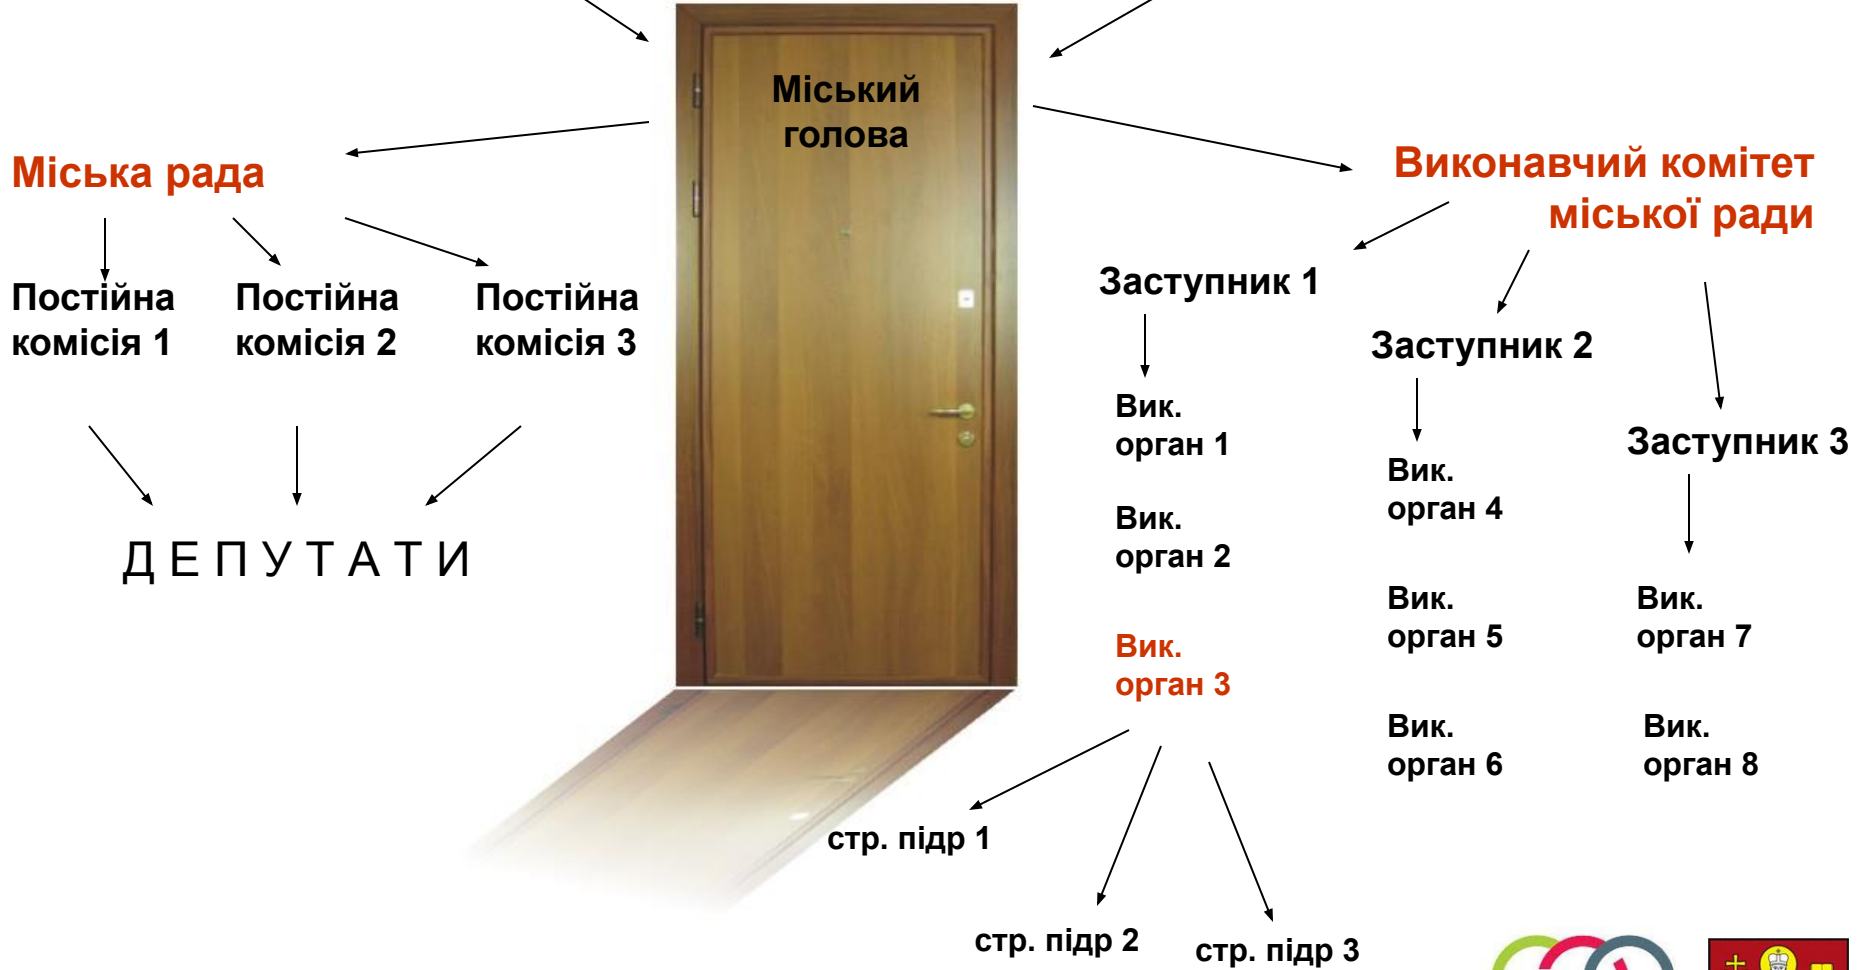 Міський
голова
Міська рада
Постійна
комісія 1
Постійна
комісія 2
Постійна
комісія 3
Д Е П У Т А Т И
Виконавчий комітет
міської ради
Заступник 1
Вик.
орган 1
Вик.
орган 2
Вик.
орган 3
стр. підр 1
стр. підр 2
стр. підр 3
Заступник 2
Вик.
орган 4
Вик.
орган 5
Вик.
орган 6
Заступник 3
Вик.
орган 7
Вик.
орган 8